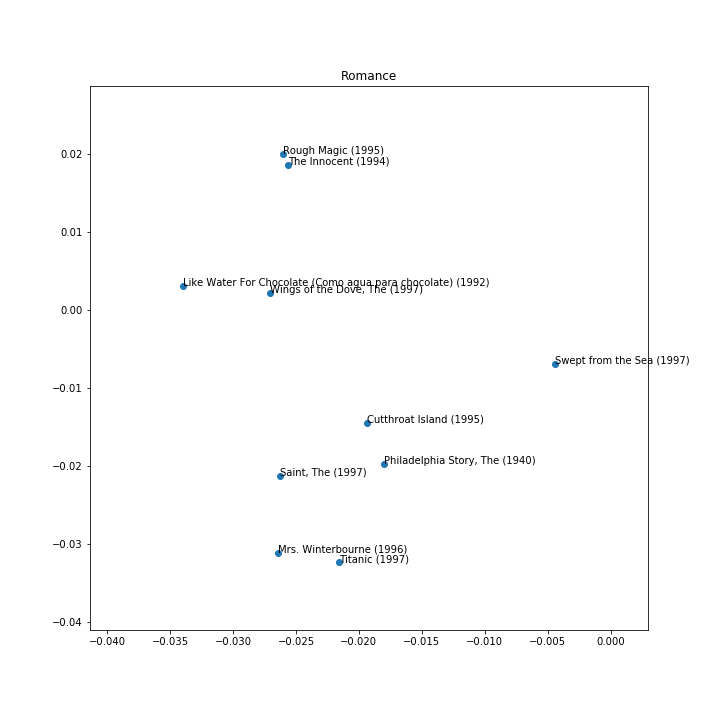 Romance
0.02
0.01
0.00
−0.01
−0.02
−0.03
−0.04
Rough Magic (1995)
The Innocent (1994)
Like Water For Chocolate (Como agua para chocolate) (1992)
Wings of the Dove, The (1997)
Swept from the Sea (1997)
Cutthroat Island (1995)
Philadelphia Story, The (1940)
Saint, The (1997)
Mrs. Winterbourne (1996)
Titanic (1997)
−0.040 −0.035 −0.030 −0.025 −0.020 −0.015 −0.010 −0.005 0.000